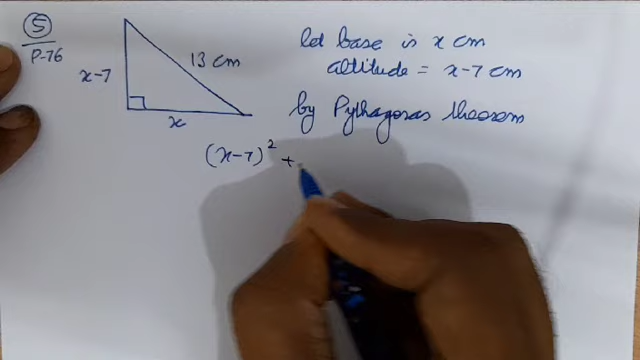 5
P-76
let base is x cm
altitude = x-7 cm
13 cm
x-7
x
by Pythagoras theorem
(x-7)² +